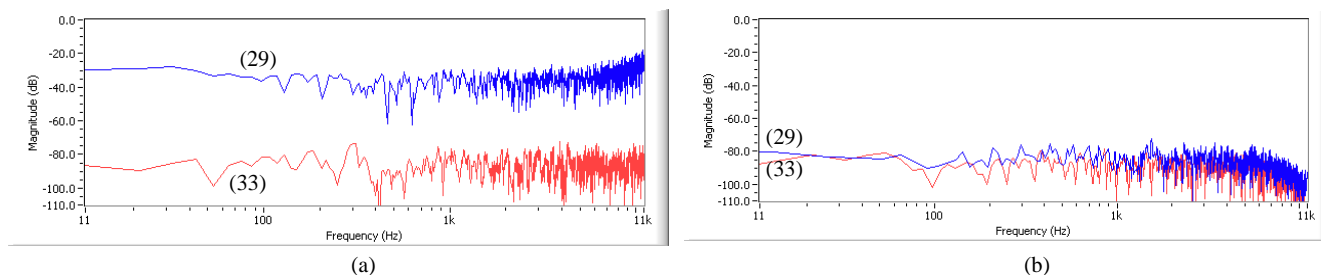 0.0
-20.0
-40.0
-60.0
-80.0
-100.0
-110.0
Magnitude (dB)
(29)
(33)
11
100
1k
11k
Frequency (Hz)
(a)
0.0
-20.0
-40.0
-60.0
-80.0
-100.0
-110.0
Magnitude (dB)
(29)
(33)
11
100
1k
11k
Frequency (Hz)
(b)